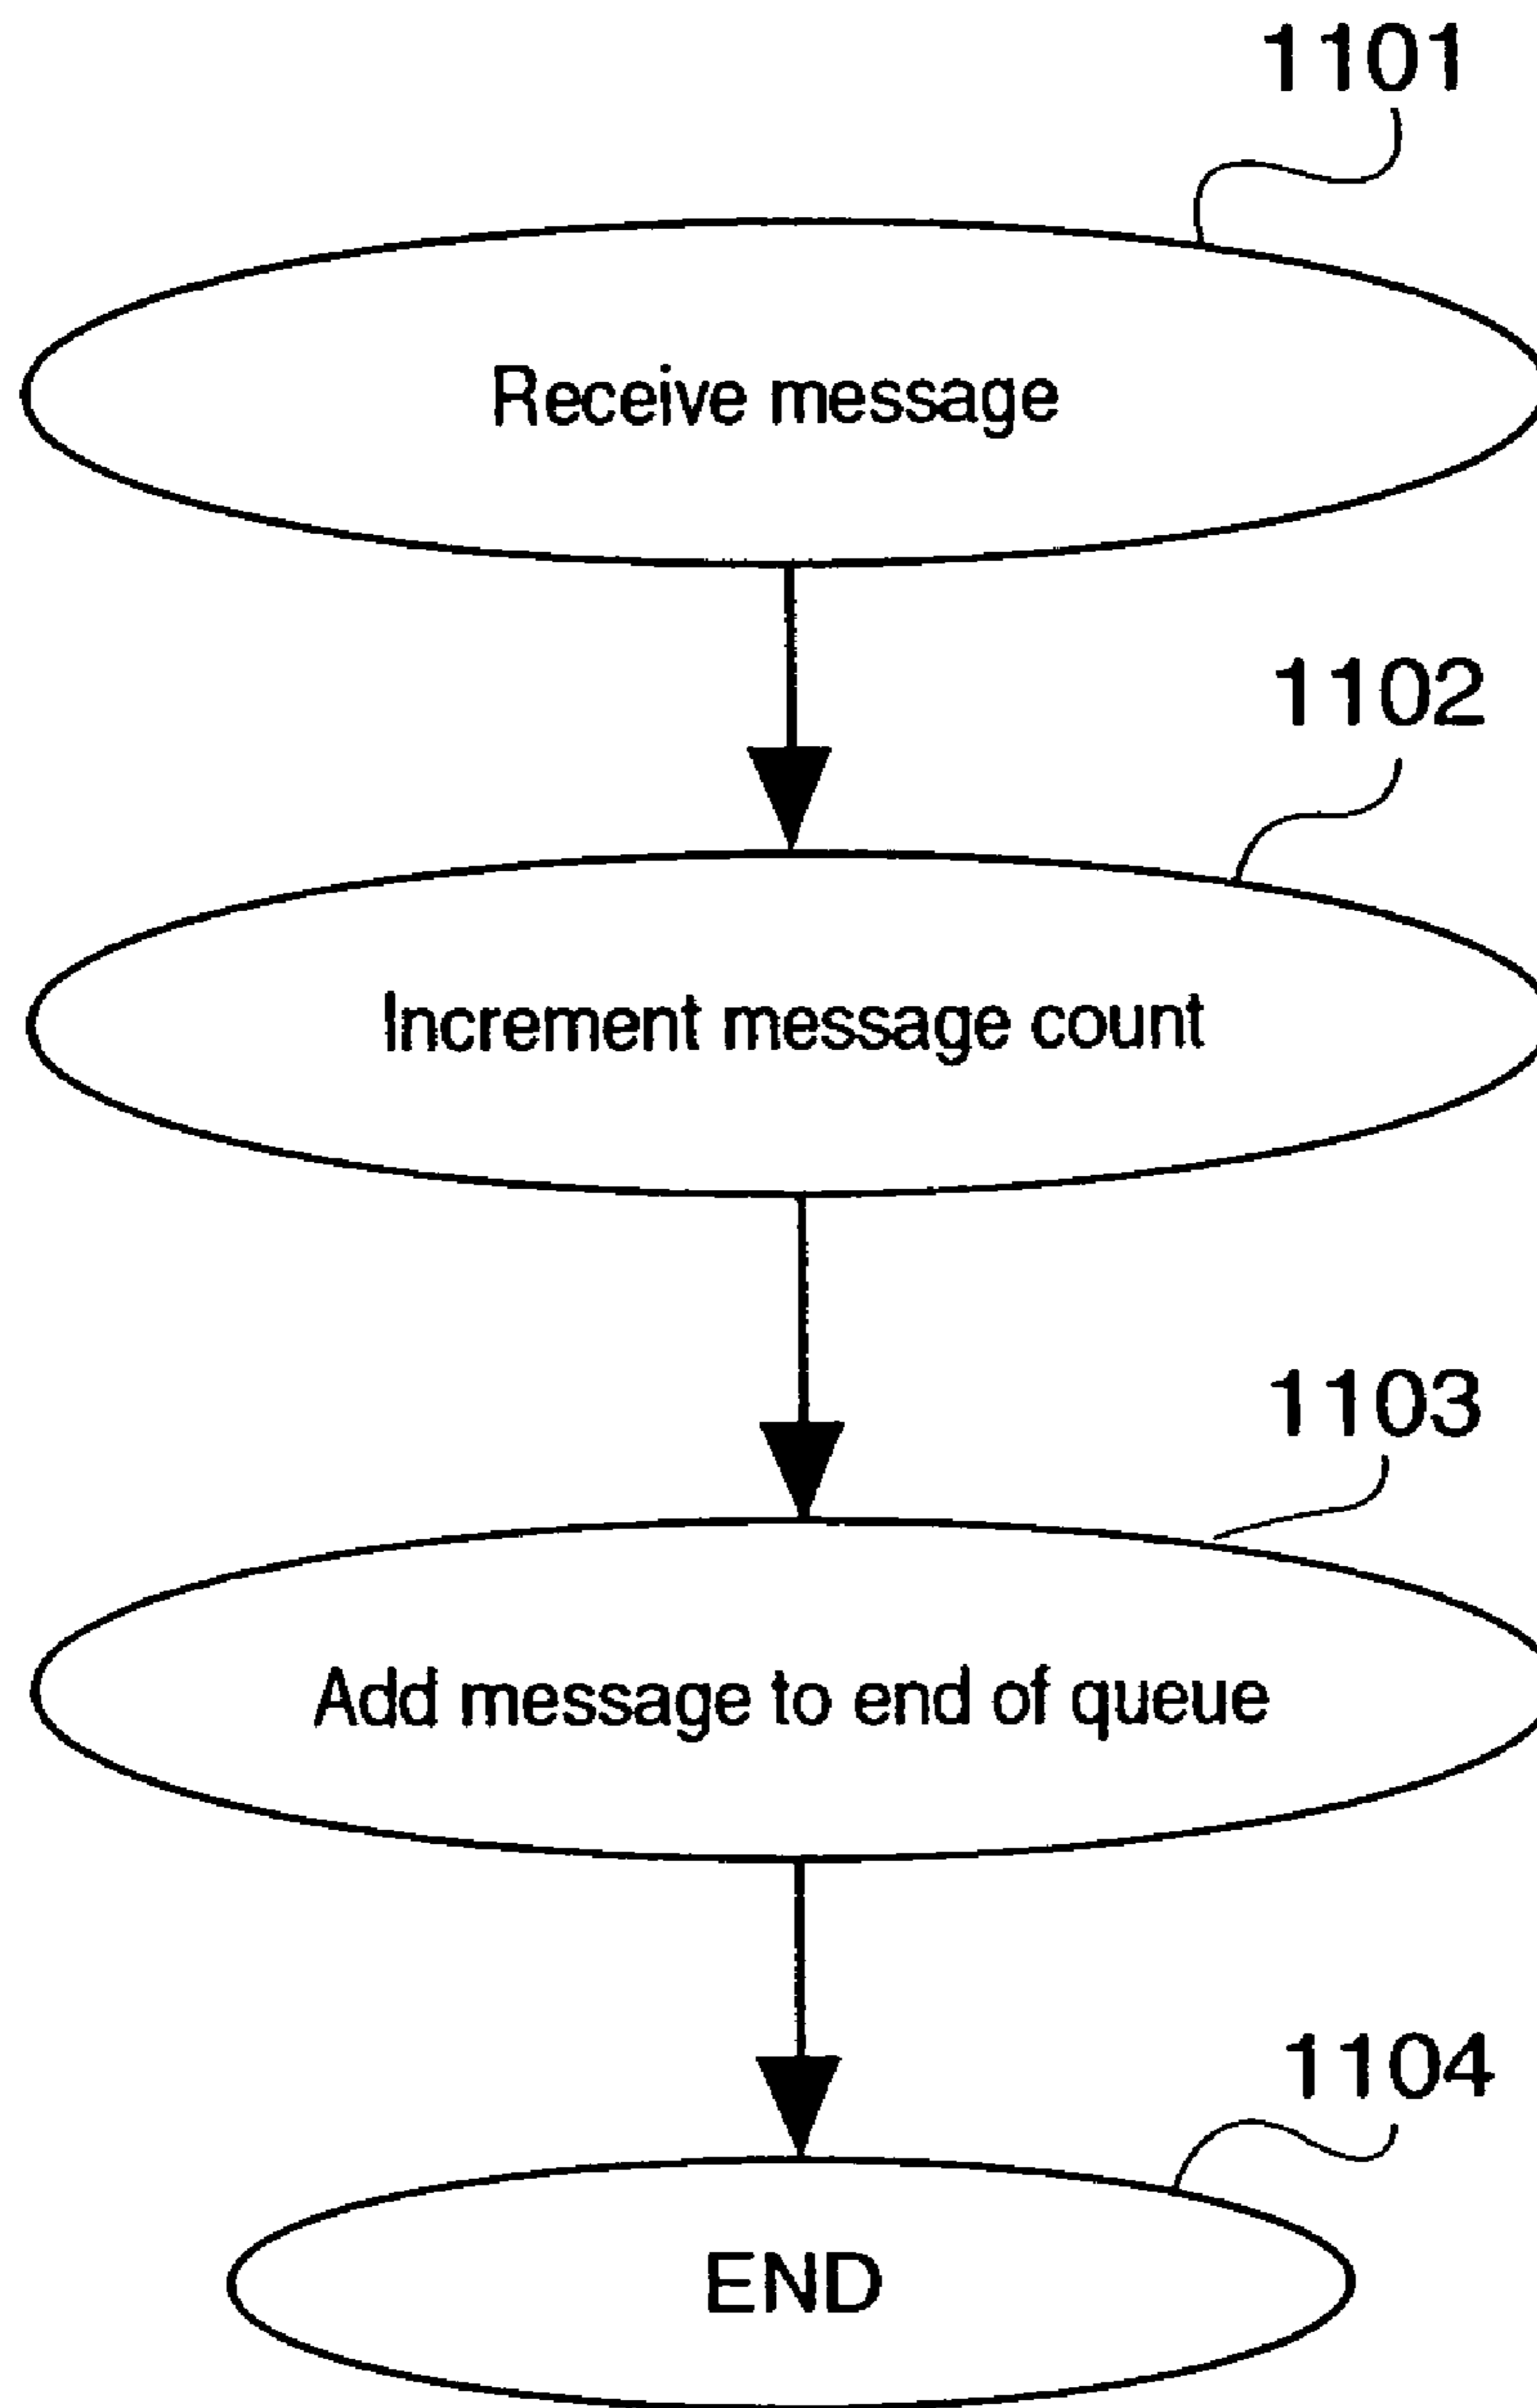 1101
Receive message
1102
Increment message count
1103
Add message to end of queue
1104
END